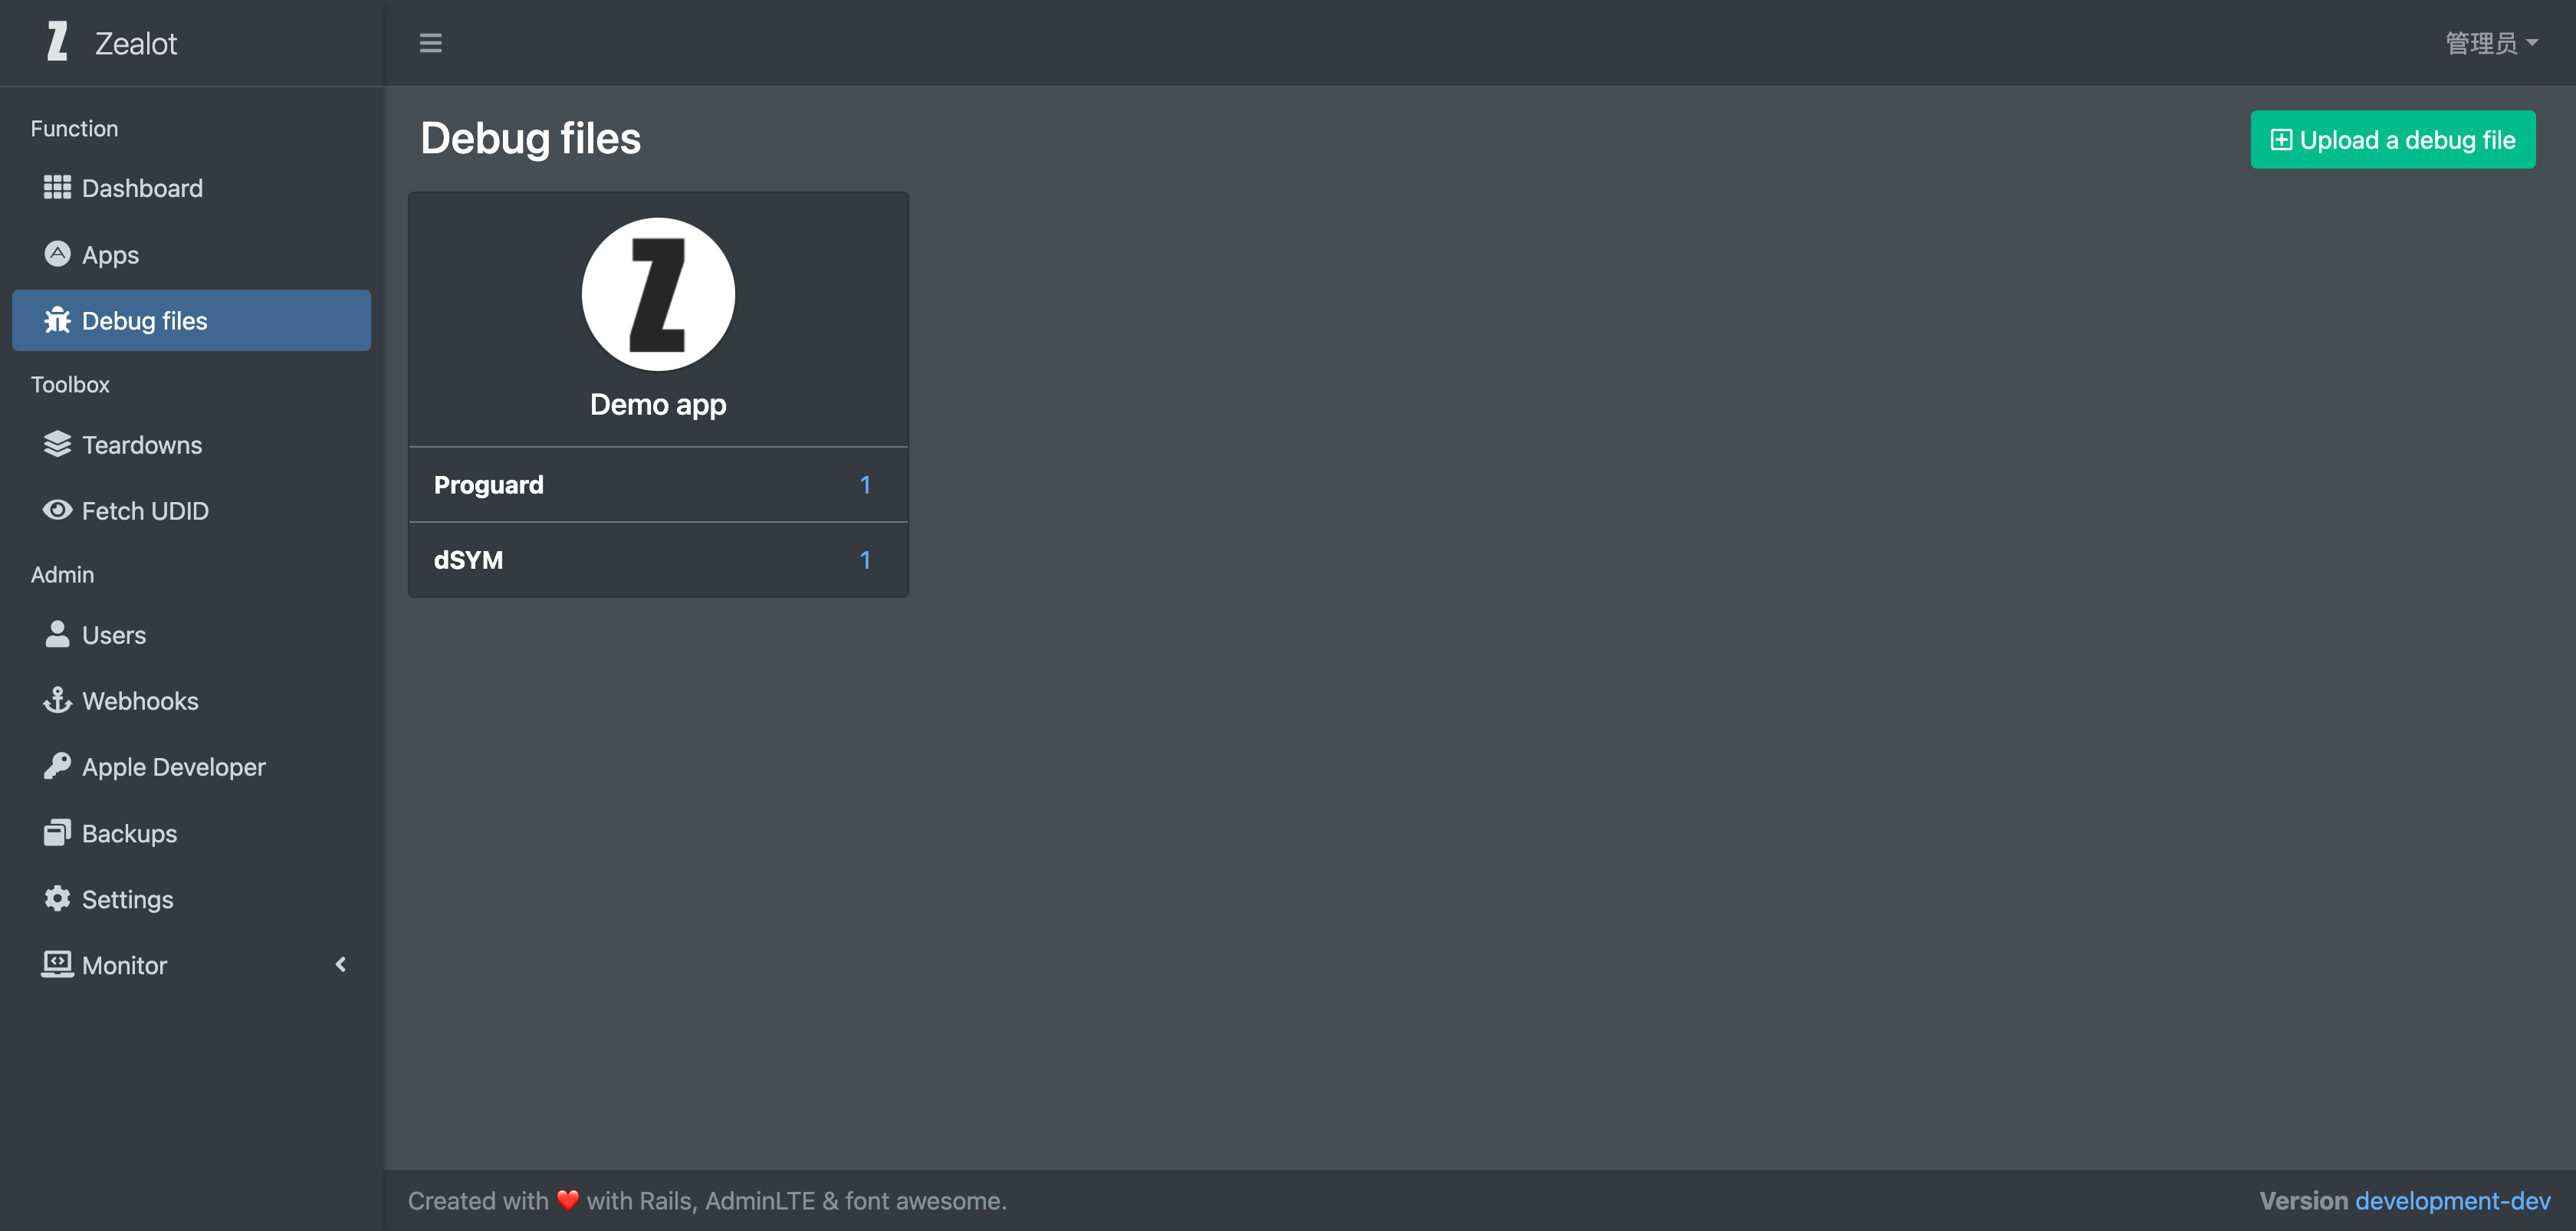 Zealot
管理员
Function
Dashboard
Apps
Debug files
Toolbox
Teardowns
Fetch UDID
Admin
Users
Webhooks
Apple Developer
Backups
Settings
Monitor
Debug files
Upload a debug file
Z
Demo app
Proguard 1
dSYM 1
Created with ❤️ with Rails, AdminLTE & font awesome.
Version development-dev